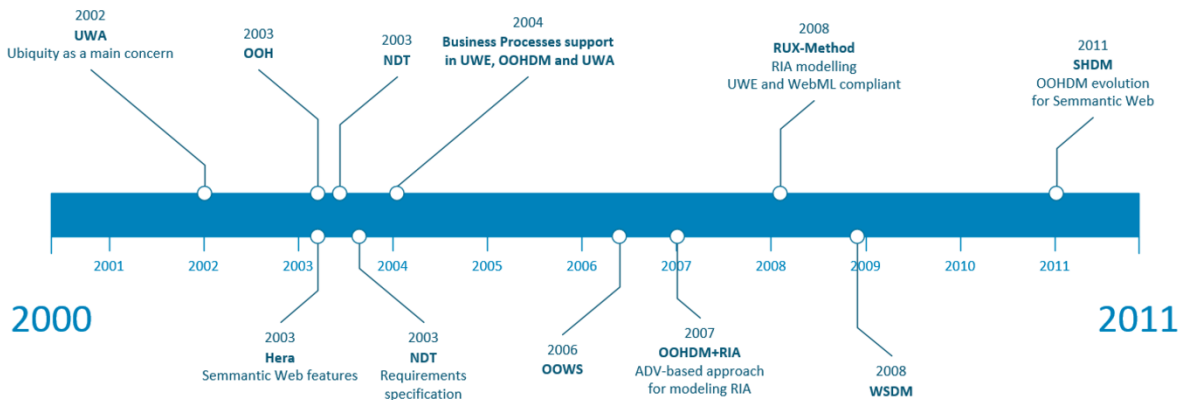 2002
UWA
Ubiquity as a main concern
2003
OOH
2003
NDT
2004
Business Processes support
in UWE, OOHDM and UWA
2008
RUX-Method
RIA modelling
UWE and WebML compliant
2011
SHDM
OOHDM evolution
for Semmantic Web
2001
2002
2003
2004
2005
2006
2007
2008
2009
2010
2011
2000
2011
2003
Hera
Semmantic Web features
2003
NDT
Requirements
specification
2006
OOWS
2007
OOHDM+RIA
ADV-based approach
for modeling RIA
2008
WSDM